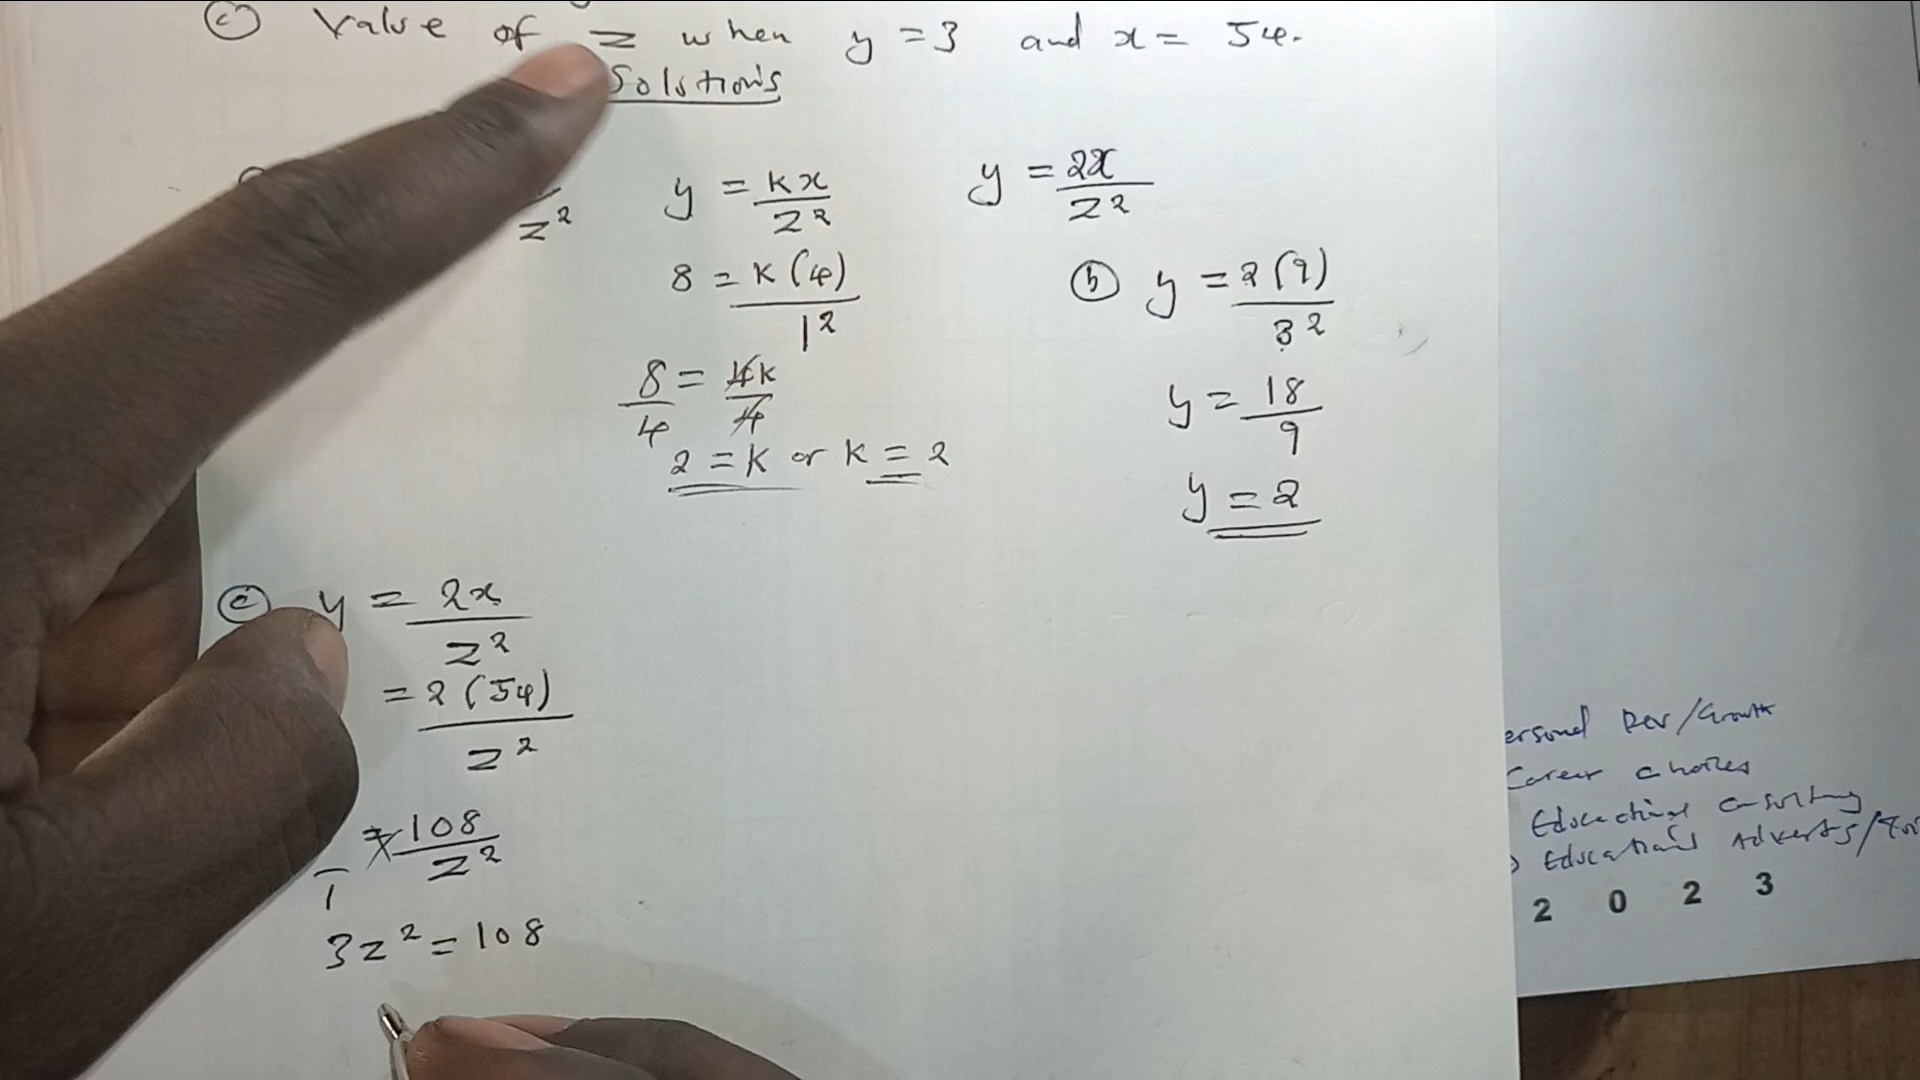 (c) Value of z when y = 3 and x = 54.
Solutions
z²
y = kx / z²
8 = k(4) / 1²
8/4 = 4k/4
2 = k or k = 2
y = 2x / z²
(b) y = 2(9) / 3²
y = 18/9
y = 2
(c) y = 2x / z²
= 2(54) / z²
/1 = 108 / z²
3z² = 108
ersonal Dev/Growth
Career choices
Educational consulting
Educational Adverts/
2 0 2 3